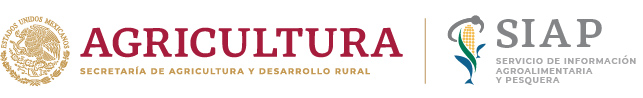 ESTADOS UNIDOS MEXICANOS
AGRICULTURA
SECRETARÍA DE AGRICULTURA Y DESARROLLO RURAL
SIAP
SERVICIO DE INFORMACIÓN
AGROALIMENTARIA
Y PESQUERA